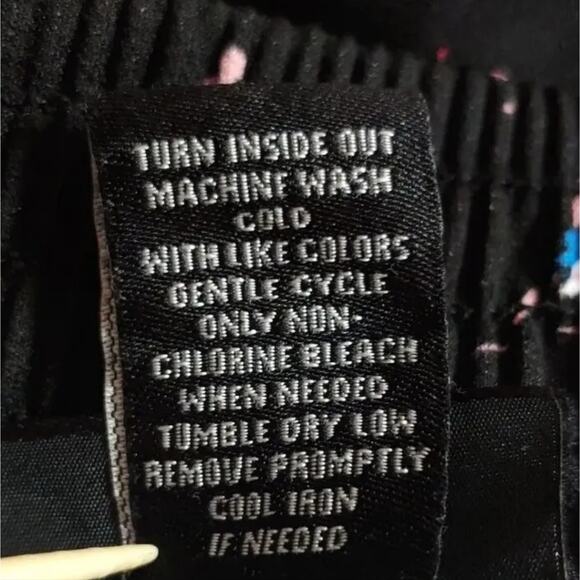 TURN INSIDE OUT
MACHINE WASH
COLD
WITH LIKE COLORS
GENTLE CYCLE
ONLY NON-
CHLORINE BLEACH
WHEN NEEDED
TUMBLE DRY LOW
REMOVE PROMPTLY
COOL IRON
IF NEEDED